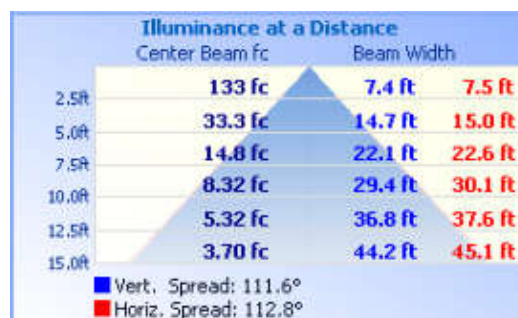 Illuminance at a Distance
Center Beam fc Beam Width
2.5ft 133 fc 7.4 ft 7.5 ft
5.0ft 33.3 fc 14.7 ft 15.0 ft
7.5ft 14.8 fc 22.1 ft 22.6 ft
10.0ft 8.32 fc 29.4 ft 30.1 ft
12.5ft 5.32 fc 36.8 ft 37.6 ft
15.0ft 3.70 fc 44.2 ft 45.1 ft
Vert. Spread: 111.6°
Horiz. Spread: 112.8°